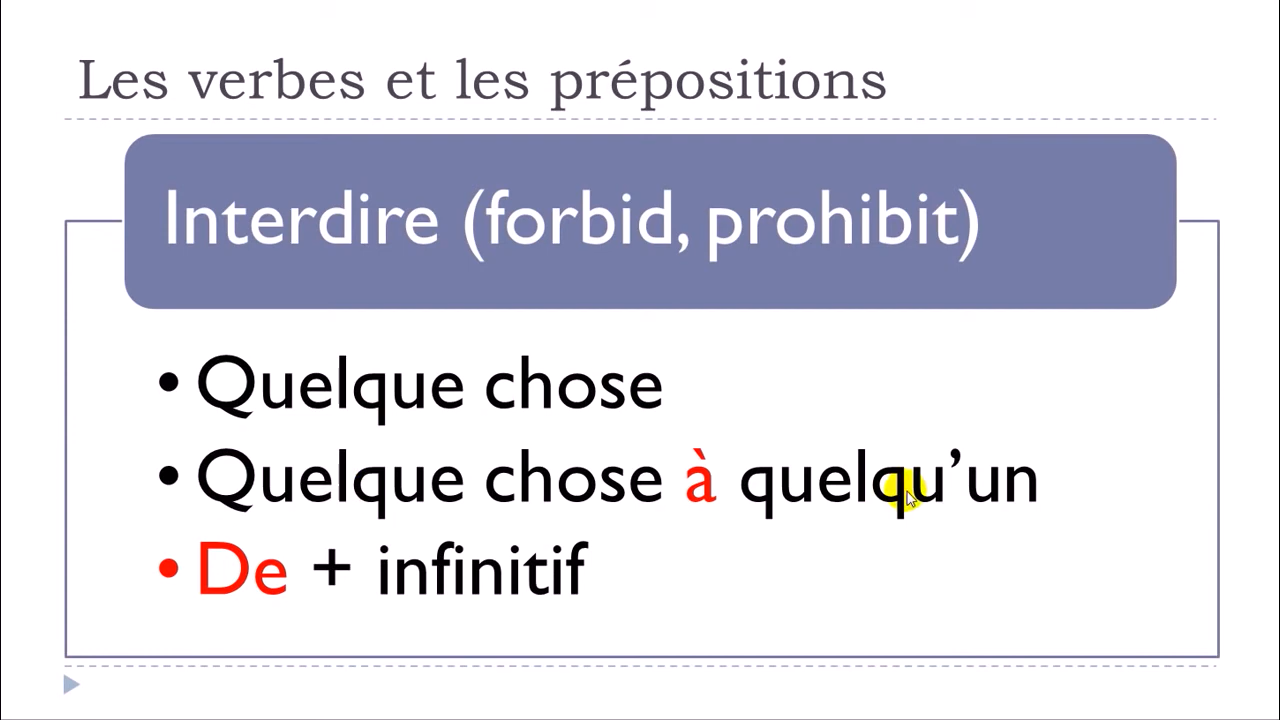 Les verbes et les prépositions
Interdire (forbid, prohibit)
• Quelque chose
• Quelque chose à quelqu’un
• De + infinitif